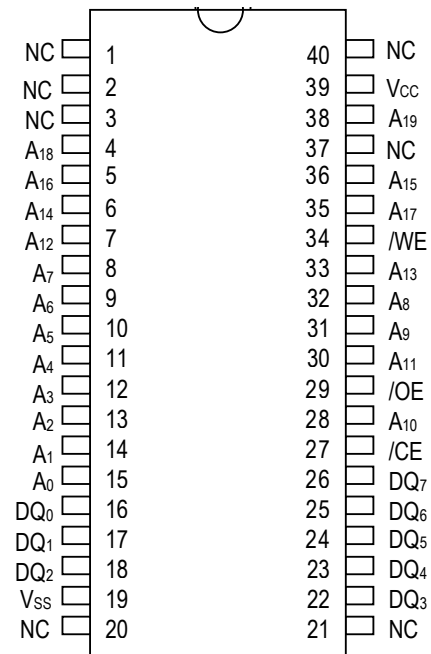 NC 1 40 NC
NC 2 39 VCC
NC 3 38 A19
A18 4 37 NC
A16 5 36 A15
A14 6 35 A17
A12 7 34 /WE
A7 8 33 A13
A6 9 32 A8
A5 10 31 A9
A4 11 30 A11
A3 12 29 /OE
A2 13 28 A10
A1 14 27 /CE
A0 15 26 DQ7
DQ0 16 25 DQ6
DQ1 17 24 DQ5
DQ2 18 23 DQ4
VSS 19 22 DQ3
NC 20 21 NC